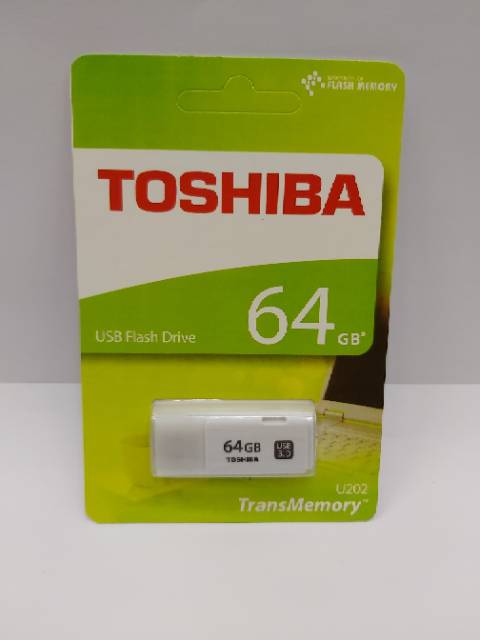 FLASH MEMORY
TOSHIBA
64 GB*
USB Flash Drive
64GB
USB
3.0
TOSHIBA
U202
TransMemory™